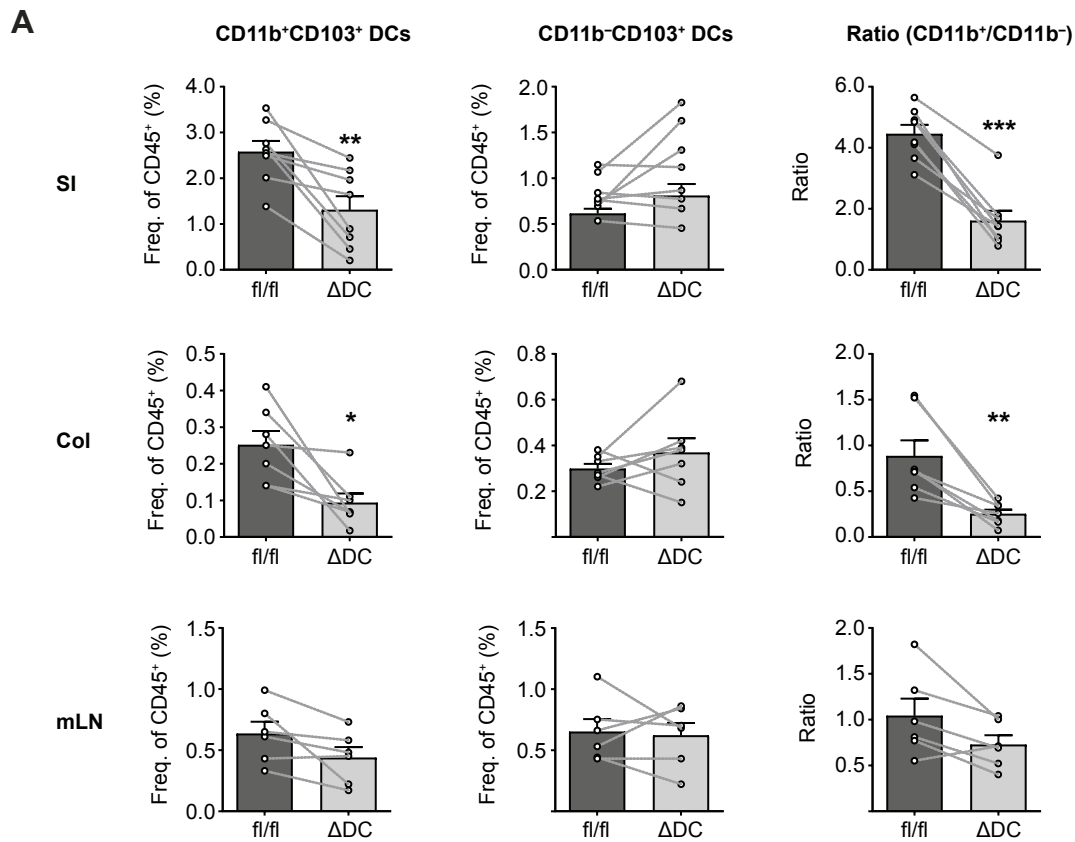 A
CD11b⁺CD103⁺ DCs
CD11b⁻CD103⁺ DCs
Ratio (CD11b⁺/CD11b⁻)
SI
Freq. of CD45⁺ (%)
4.0
3.0
2.0
1.0
0.0
**
fl/fl
ΔDC
Freq. of CD45⁺ (%)
2.0
1.5
1.0
0.5
0.0
fl/fl
ΔDC
Ratio
6.0
4.0
2.0
0.0
***
fl/fl
ΔDC
Col
Freq. of CD45⁺ (%)
0.5
0.4
0.3
0.2
0.1
0.0
*
fl/fl
ΔDC
Freq. of CD45⁺ (%)
0.8
0.6
0.4
0.2
fl/fl
ΔDC
Ratio
2.0
1.5
1.0
0.5
0.0
**
fl/fl
ΔDC
mLN
Freq. of CD45⁺ (%)
1.5
1.0
0.5
0.0
fl/fl
ΔDC
Freq. of CD45⁺ (%)
1.5
1.0
0.5
fl/fl
ΔDC
Ratio
2.0
1.5
1.0
0.5
fl/fl
ΔDC